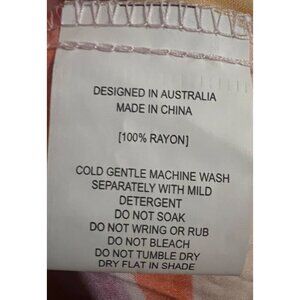 DESIGNED IN AUSTRALIA
MADE IN CHINA
[100% RAYON]
COLD GENTLE MACHINE WASH
SEPARATELY WITH MILD
DETERGENT
DO NOT SOAK
DO NOT WRING OR RUB
DO NOT BLEACH
DO NOT TUMBLE DRY
DRY FLAT IN SHADE